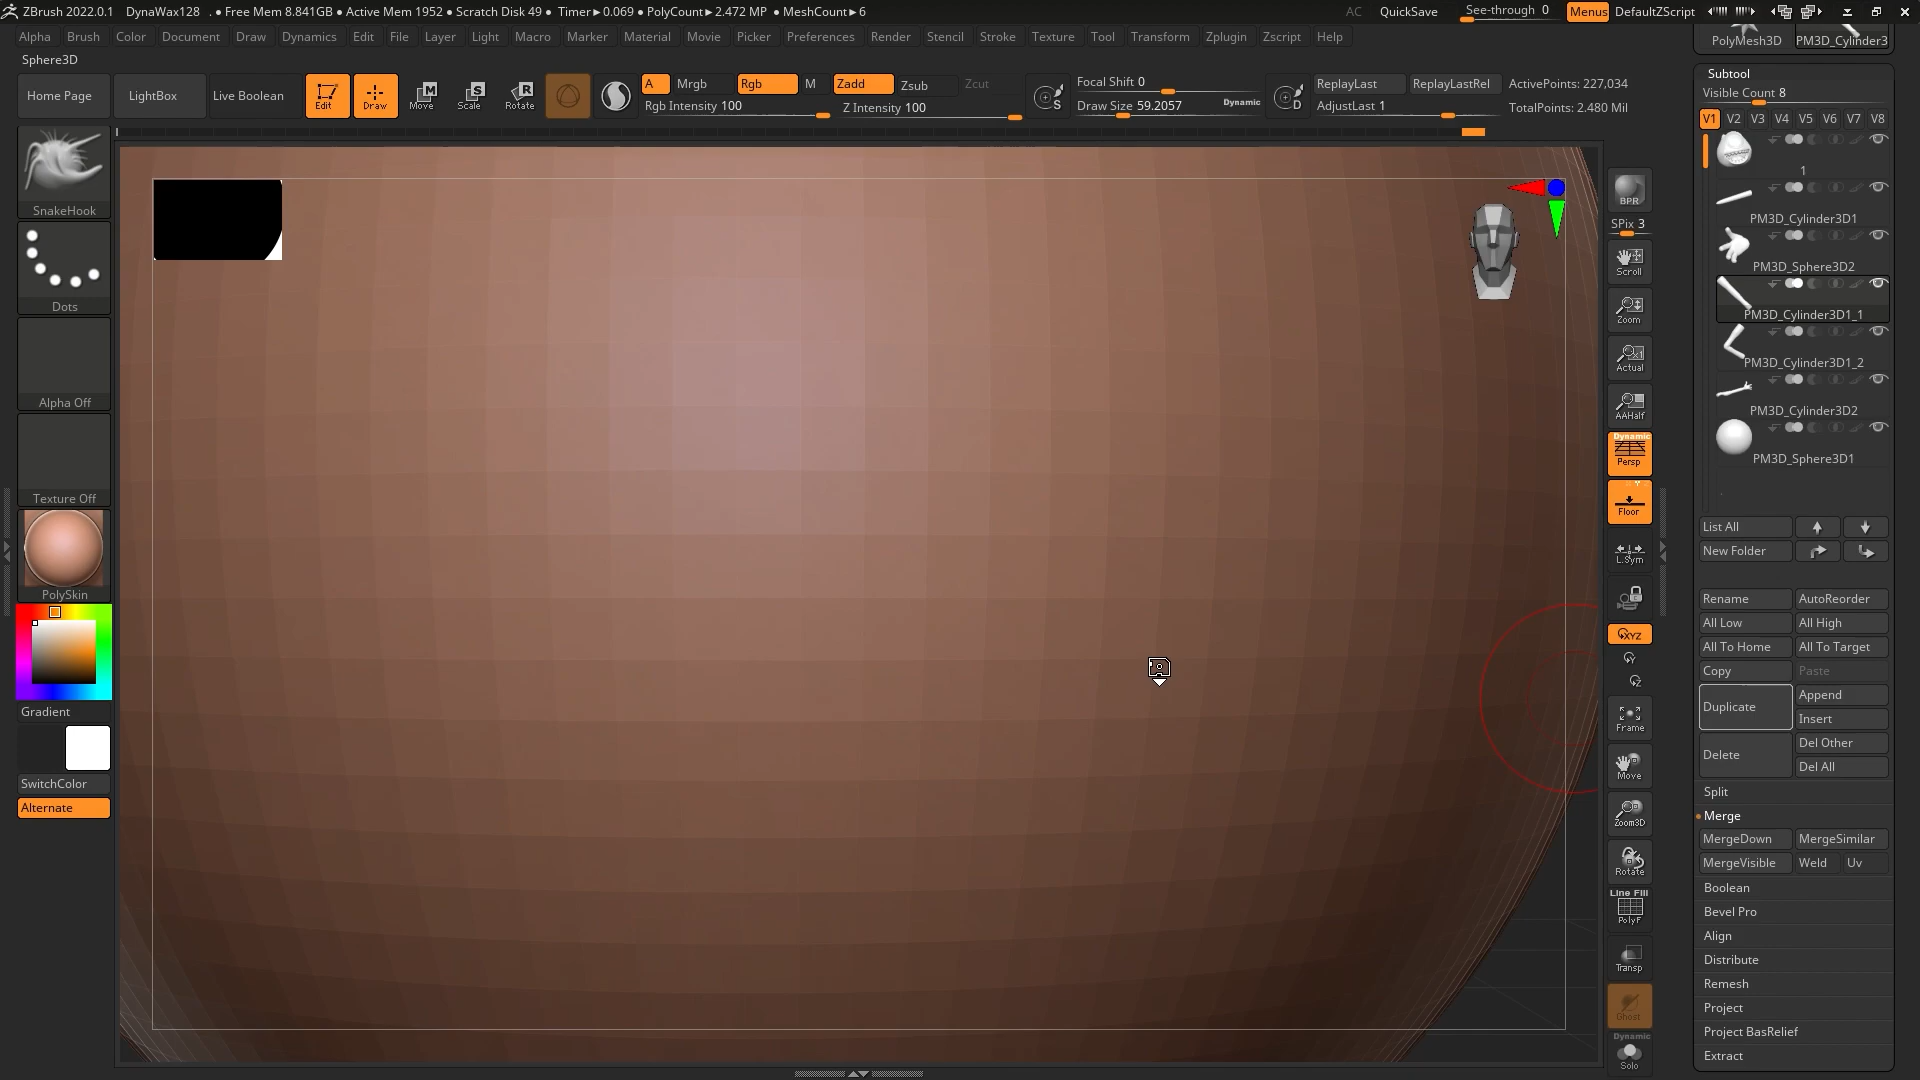 ZBrush 2022.0.1 DynaWax128 . ● Free Mem 8.841GB ● Active Mem 1952 ● Scratch Disk 49 ● Timer►0.069 ● PolyCount►2.472 MP ● MeshCount►6 AC QuickSave See-through 0 Menus DefaultZScript
Alpha Brush Color Document Draw Dynamics Edit File Layer Light Macro Marker Material Movie Picker Preferences Render Stencil Stroke Texture Tool Transform Zplugin Zscript Help
PolyMesh3D PM3D_Cylinder3
Sphere3D
Home Page LightBox Live Boolean Edit Draw Move Scale Rotate
M S R
A Mrgb Rgb M Zadd Zsub Zcut
Rgb Intensity 100 Z Intensity 100
S Focal Shift 0
Draw Size 59.2057 Dynamic
D ReplayLast ReplayLastRel
AdjustLast 1
ActivePoints: 227,034
TotalPoints: 2.480 Mil
SnakeHook
Dots
Alpha Off
Texture Off
PolySkin
Gradient
SwitchColor
Alternate
BPR
SPix 3
Scroll
Zoom
Actual
AAHalf
Dynamic
Persp
Floor
L.Sym
XYZ
Y
Z
Frame
Move
Zoom3D
Rotate
Line Fill
PolyF
Transp
Ghost
Dynamic
Solo
Subtool
Visible Count 8
V1 V2 V3 V4 V5 V6 V7 V8
1
PM3D_Cylinder3D1
PM3D_Sphere3D2
PM3D_Cylinder3D1_1
PM3D_Cylinder3D1_2
PM3D_Cylinder3D2
PM3D_Sphere3D1
List All
New Folder
Rename AutoReorder
All Low All High
All To Home All To Target
Copy Paste
Duplicate Append
Insert
Delete Del Other
Del All
Split
Merge
MergeDown MergeSimilar
MergeVisible Weld Uv
Boolean
Bevel Pro
Align
Distribute
Remesh
Project
Project BasRelief
Extract